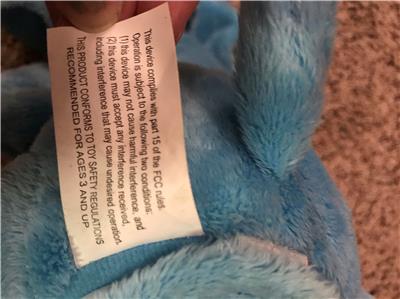 This device complies with part 15 of the FCC rules.
Operation is subject to the following two conditions:
(1) this device may not cause harmful interference, and
(2) this device must accept any interference received,
including interference that may cause undesired operation.
THIS PRODUCT CONFORMS TO TOY SAFETY REGULATIONS
RECOMMENDED FOR AGES 3 AND UP.